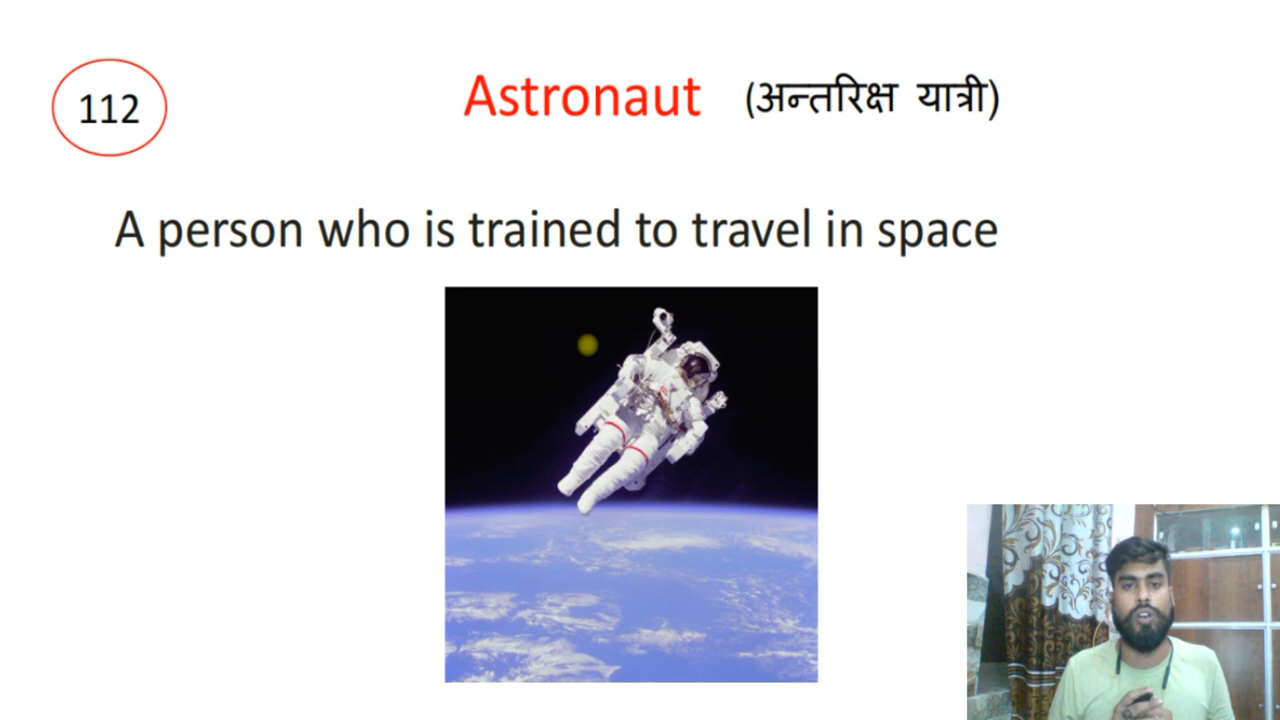 112
Astronaut (अन्तरिक्ष यात्री)
A person who is trained to travel in space